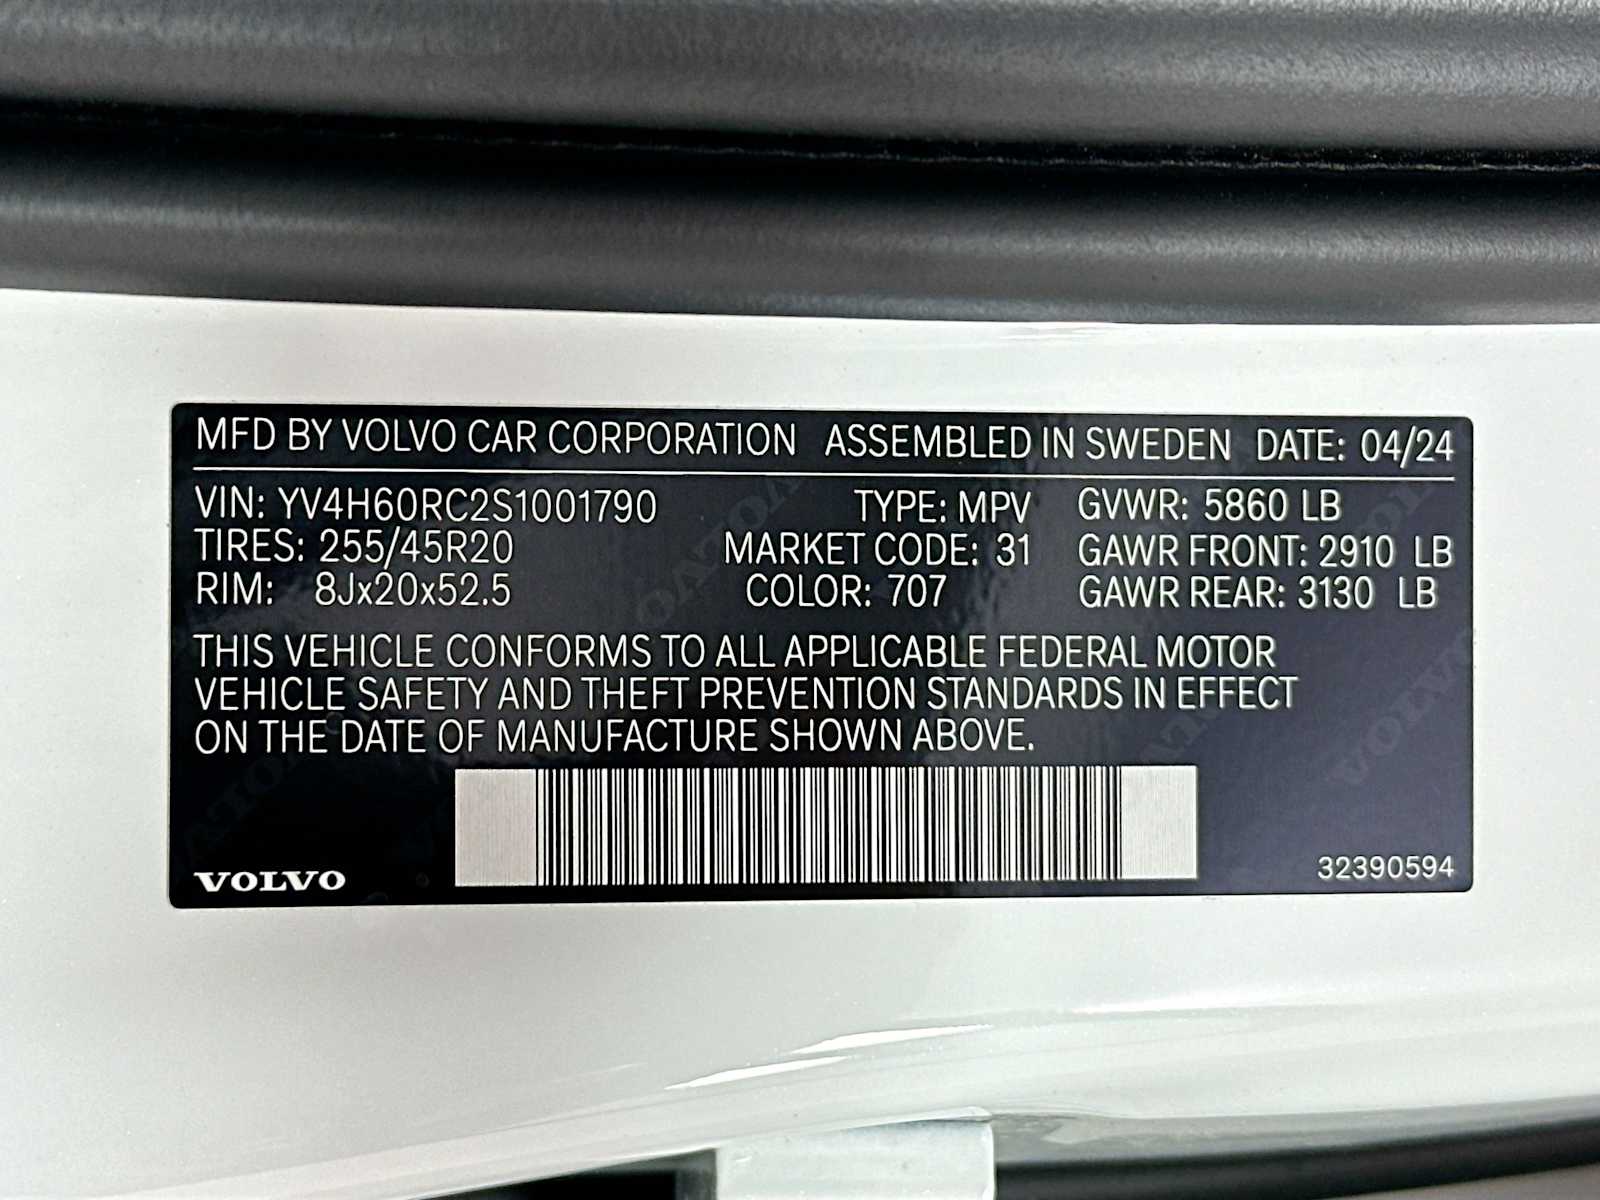 MFD BY VOLVO CAR CORPORATION ASSEMBLED IN SWEDEN DATE: 04/24
VIN: YV4H60RC2S1001790 TYPE: MPV GVWR: 5860 LB
TIRES: 255/45R20 MARKET CODE: 31 GAWR FRONT: 2910 LB
RIM: 8Jx20x52.5 COLOR: 707 GAWR REAR: 3130 LB
THIS VEHICLE CONFORMS TO ALL APPLICABLE FEDERAL MOTOR
VEHICLE SAFETY AND THEFT PREVENTION STANDARDS IN EFFECT
ON THE DATE OF MANUFACTURE SHOWN ABOVE.
VOLVO 32390594